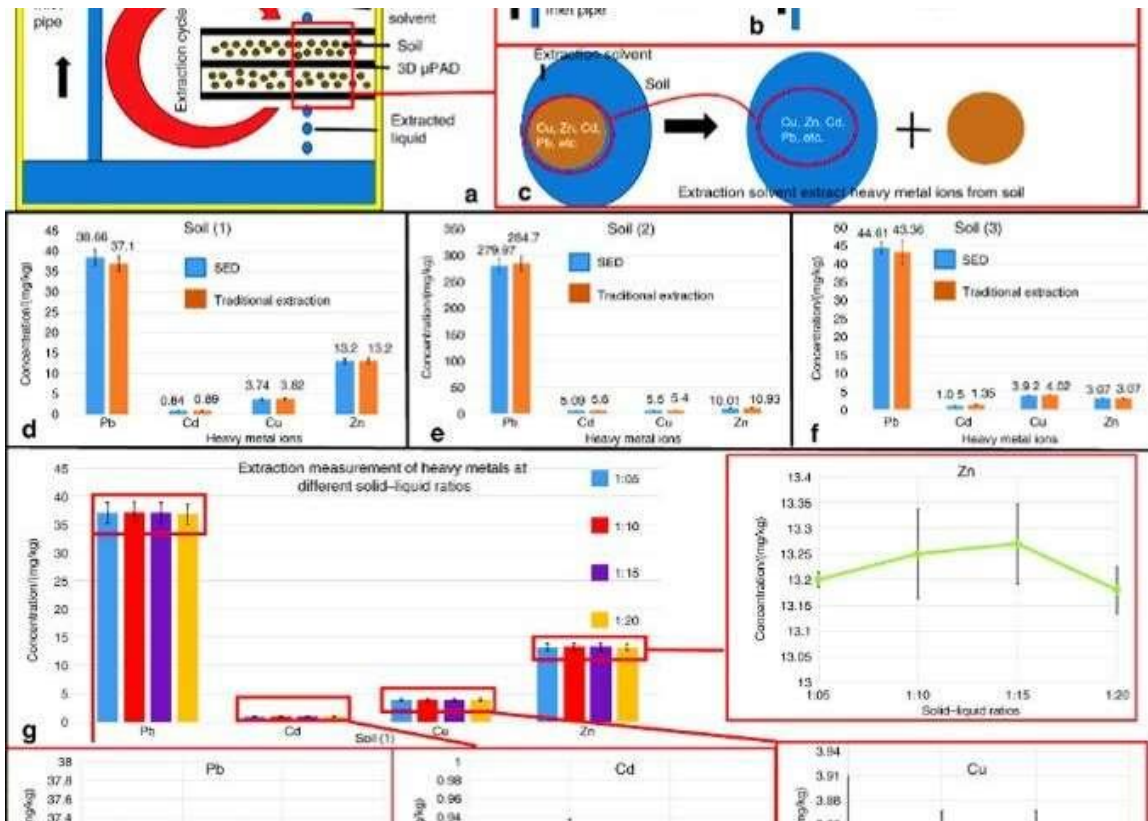 pipe
Extraction cycle
solvent
Soil
3D µPAD
Extracted
liquid
a
Inlet pipe
b
Extraction solvent
Soil
Cu, Zn, Cd,
Pb, etc.
Cu, Zn, Cd,
Pb, etc.
c
Extraction solvent extract heavy metal ions from soil
Soil (1)
Concentration/(mg/kg)
45
40
35
30
25
20
15
10
5
0
38.66
37.1
SED
Traditional extraction
0.84
0.89
3.74
3.82
13.2
13.2
d
Pb
Cd
Cu
Zn
Heavy metal ions
Soil (2)
Concentration/(mg/kg)
350
300
250
200
150
100
50
0
279.97
284.7
SED
Traditional extraction
5.09
5.6
5.5
5.4
10.01
10.93
e
Pb
Cd
Cu
Zn
Heavy metal ions
Soil (3)
Concentration/(mg/kg)
50
45
40
35
30
25
20
15
10
5
0
44.61
43.36
SED
Traditional extraction
1.05
1.35
3.92
4.02
3.07
3.07
f
Pb
Cd
Cu
Zn
Heavy metal ions
Extraction measurement of heavy metals at
different solid–liquid ratios
Concentration/(mg/kg)
45
40
35
30
25
20
15
10
5
0
1:05
1:10
1:15
1:20
g
Pb
Cd
Cu
Zn
Soil (1)
Zn
Concentration/(mg/kg)
13.4
13.35
13.3
13.25
13.2
13.15
13.1
13.05
13
1:05
1:10
1:15
1:20
Solid–liquid ratios
Pb
38
37.8
37.6
37.4
Cd
1
0.98
0.96
0.94
Cu
3.94
3.91
3.88